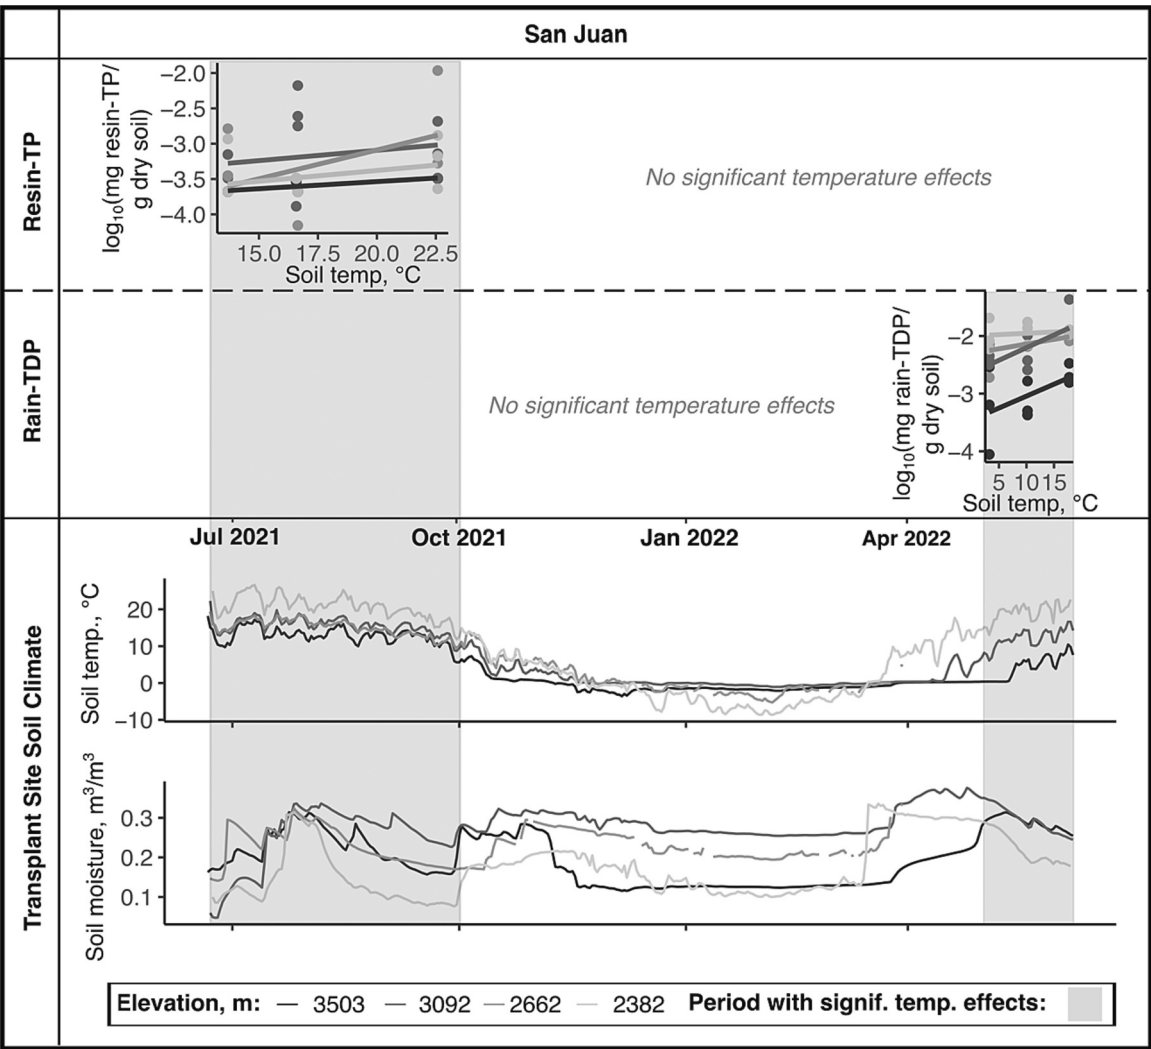 San Juan
Resin-TP
log10(mg resin-TP/
g dry soil)
−2.0
−2.5
−3.0
−3.5
−4.0
15.0 17.5 20.0 22.5
Soil temp, °C
No significant temperature effects
Rain-TDP
No significant temperature effects
log10(mg rain-TDP/
g dry soil)
−2
−3
−4
5 10 15
Soil temp, °C
Transplant Site Soil Climate
Jul 2021 Oct 2021 Jan 2022 Apr 2022
Soil temp., °C
20
10
0
−10
Soil moisture, m³/m³
0.3
0.2
0.1
Elevation, m: 3503 3092 2662 2382 Period with signif. temp. effects: